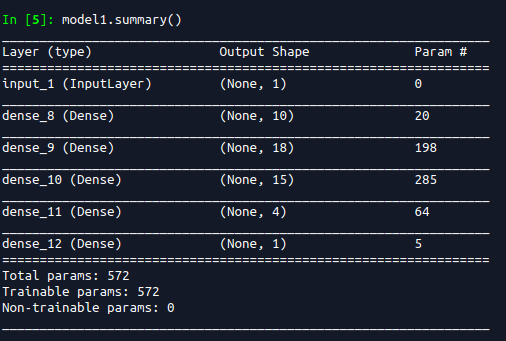 In [5]: model1.summary()
Layer (type) Output Shape Param #
input_1 (InputLayer) (None, 1) 0
dense_8 (Dense) (None, 10) 20
dense_9 (Dense) (None, 18) 198
dense_10 (Dense) (None, 15) 285
dense_11 (Dense) (None, 4) 64
dense_12 (Dense) (None, 1) 5
Total params: 572
Trainable params: 572
Non-trainable params: 0